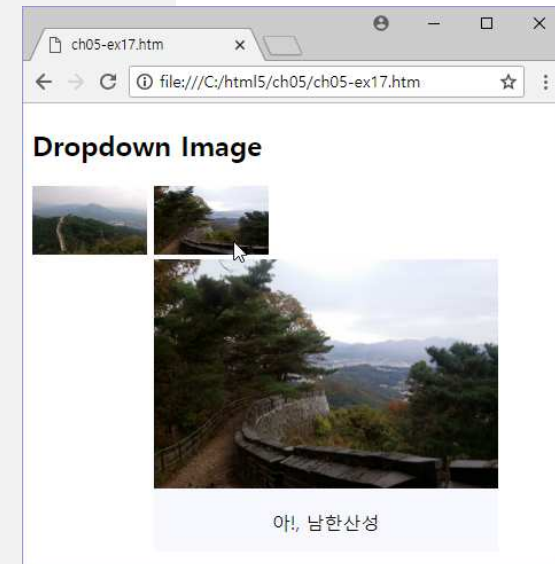 ch05-ex17.htm
file:///C:/html5/ch05/ch05-ex17.htm
Dropdown Image
아!, 남한산성